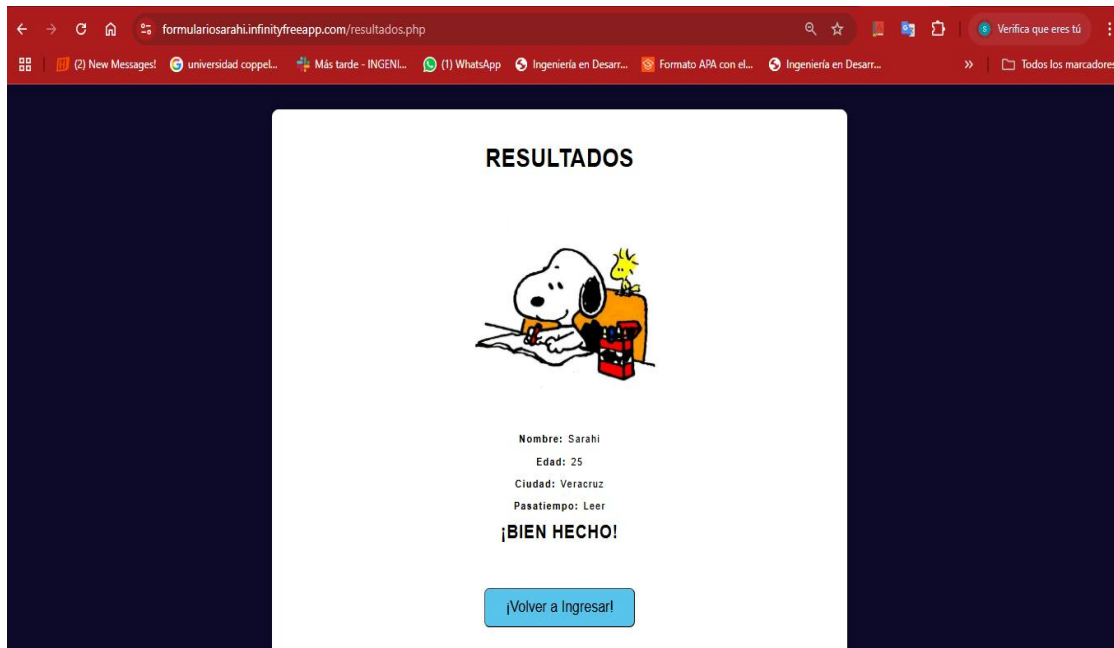 formulariosarahi.infinityfreeapp.com/resultados.php
S Verifica que eres tú
(2) New Messages! universidad coppel... Más tarde - INGENI... (1) WhatsApp Ingeniería en Desarr... Formato APA con el... Ingeniería en Desarr... » Todos los marcadores
RESULTADOS
Nombre: Sarahi
Edad: 25
Ciudad: Veracruz
Pasatiempo: Leer
¡BIEN HECHO!
¡Volver a Ingresar!